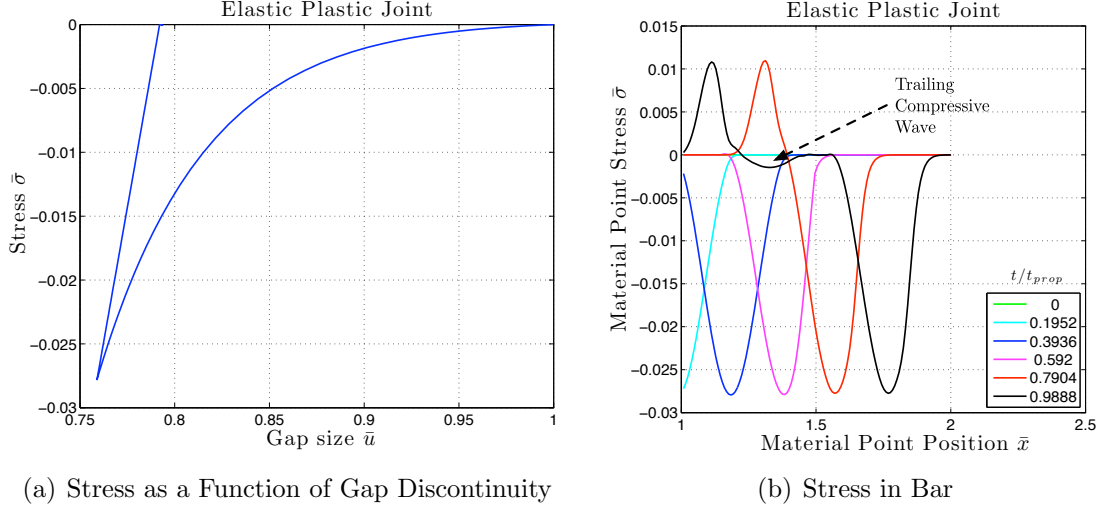 Elastic Plastic Joint
0
−0.005
−0.01
−0.015
−0.02
−0.025
−0.03
Stress σ̄
0.75
0.8
0.85
0.9
0.95
1
Gap size ū
(a) Stress as a Function of Gap Discontinuity
Elastic Plastic Joint
0.015
0.01
0.005
0
−0.005
−0.01
−0.015
−0.02
−0.025
−0.03
Material Point Stress σ̄
Trailing
Compressive
Wave
t/t_prop
0
0.1952
0.3936
0.592
0.7904
0.9888
1
1.5
2
2.5
Material Point Position x̄
(b) Stress in Bar